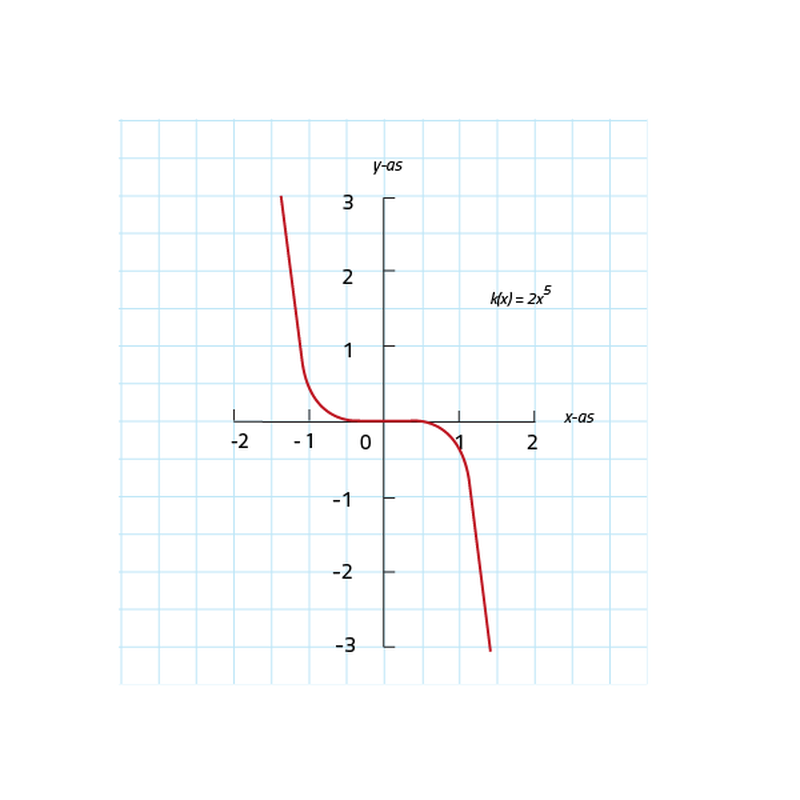 y-as
3
2
k(x) = 2x⁵
1
x-as
-2 - 1 0 1 2
-1
-2
-3